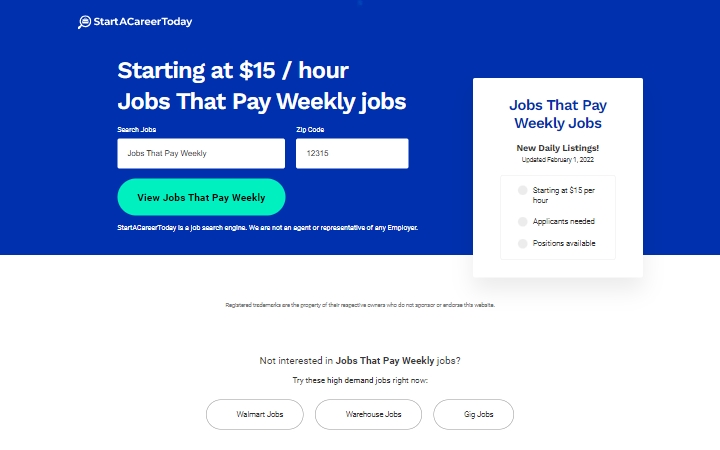 StartACareerToday
Starting at $15 / hour
Jobs That Pay Weekly jobs
Search Jobs
Zip Code
Jobs That Pay Weekly
12315
View Jobs That Pay Weekly
StartACareerToday is a job search engine. We are not an agent or representative of any Employer.
Jobs That Pay
Weekly Jobs
New Daily Listings!
Updated February 1, 2022
Starting at $15 per
hour
Applicants needed
Positions available
Registered trademarks are the property of their respective owners who do not sponsor or endorse this website.
Not interested in Jobs That Pay Weekly jobs?
Try these high demand jobs right now:
Walmart Jobs
Warehouse Jobs
Gig Jobs